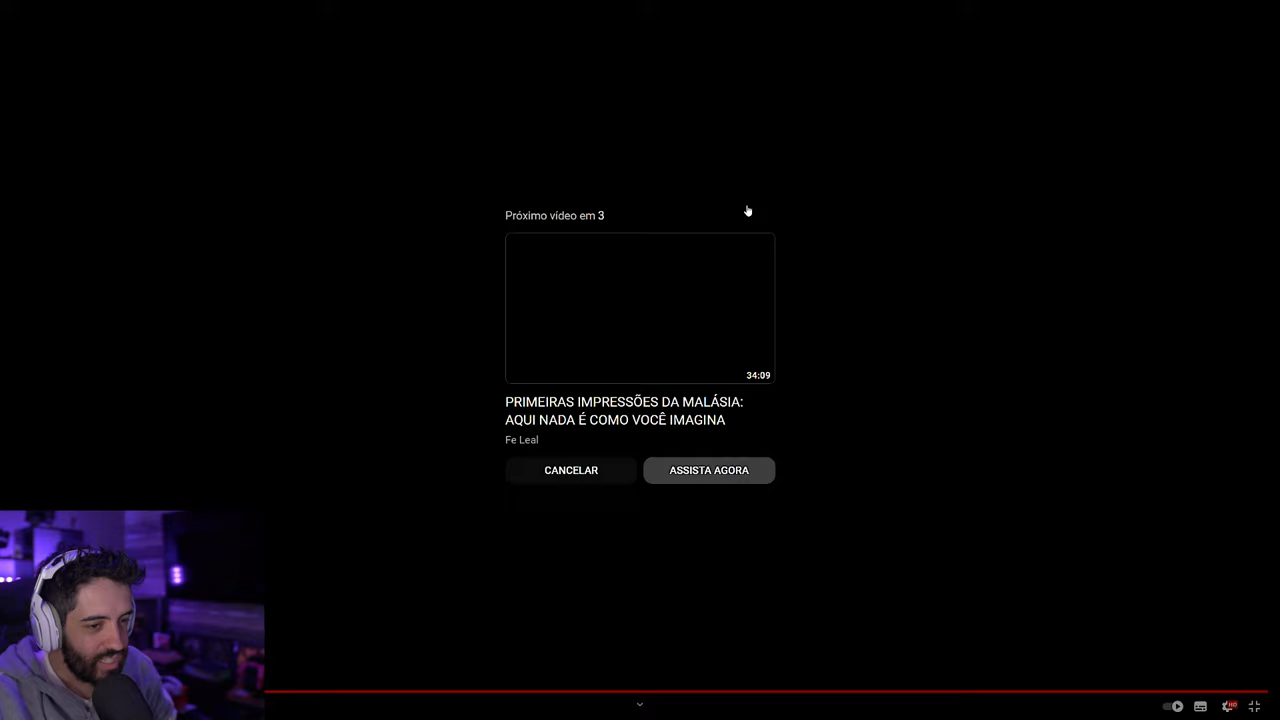 Próximo vídeo em 3
34:09
PRIMEIRAS IMPRESSÕES DA MALÁSIA:
AQUI NADA É COMO VOCÊ IMAGINA
Fe Leal
CANCELAR
ASSISTA AGORA
HD